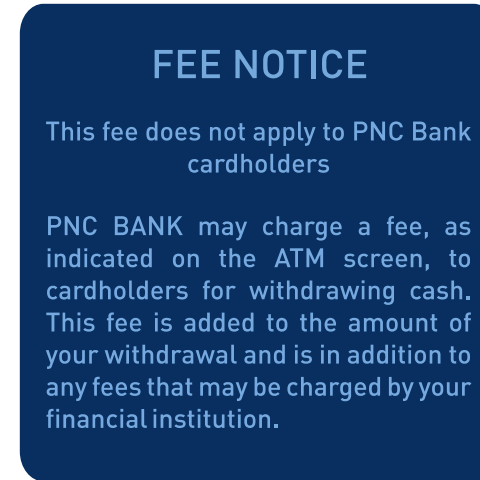 FEE NOTICE
This fee does not apply to PNC Bank
cardholders
PNC BANK may charge a fee, as
indicated on the ATM screen, to
cardholders for withdrawing cash.
This fee is added to the amount of
your withdrawal and is in addition to
any fees that may be charged by your
financial institution.